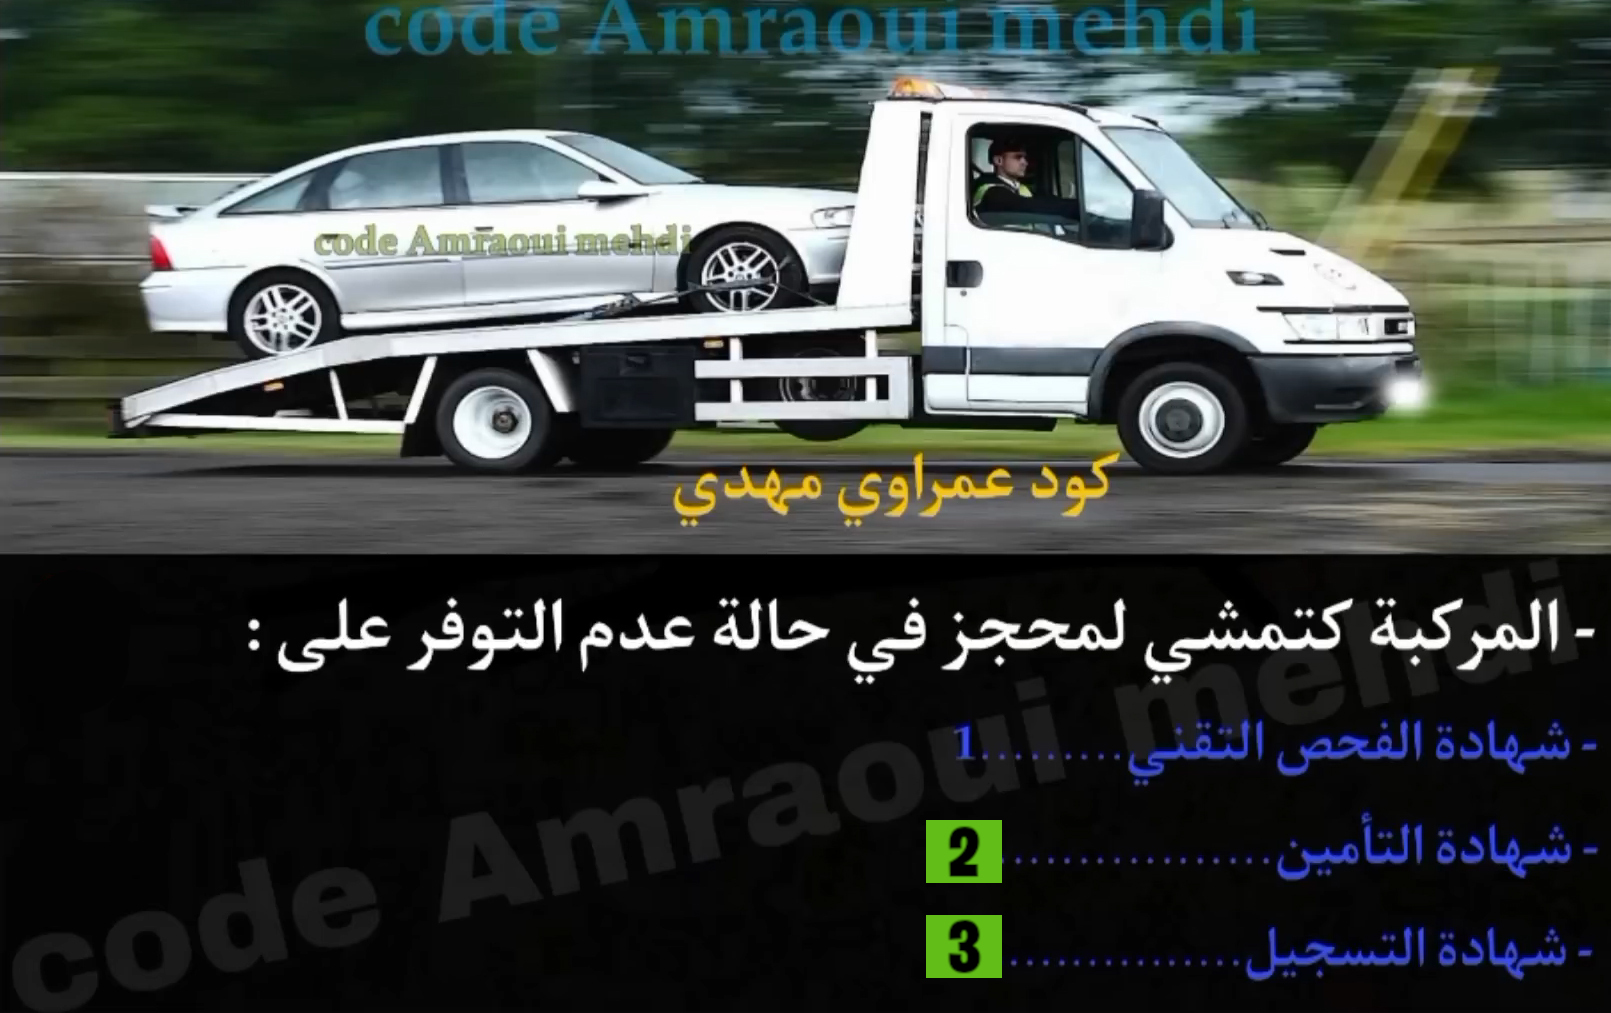 code Amraoui mehdi
code Amraoui mehdi
كود عمراوي مهدي
- المركبة كتمشي لمحجز في حالة عدم التوفر على :
- شهادة الفحص التقني.........1
- شهادة التأمين.................2
- شهادة التسجيل...............3
code Amraoui mehdi